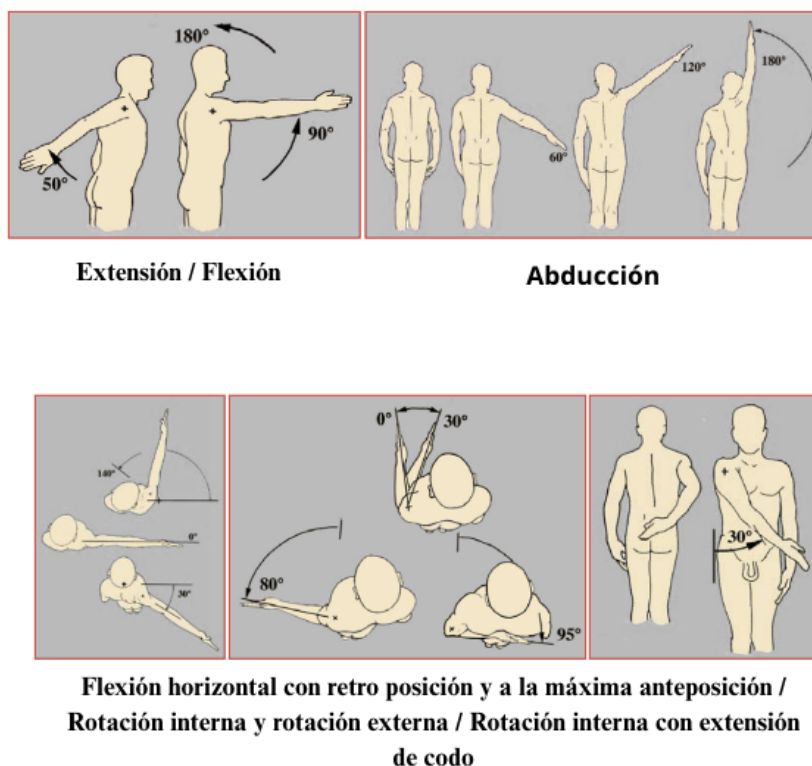 180°
90°
50°
60°
120°
180°
Extensión / Flexión
Abducción
140°
0°
30°
0°
30°
80°
95°
30°
Flexión horizontal con retro posición y a la máxima anteposición /
Rotación interna y rotación externa / Rotación interna con extensión
de codo